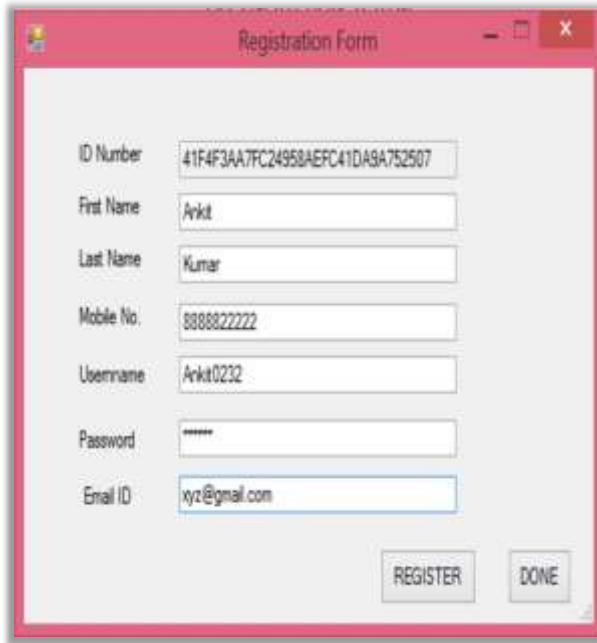 Registration Form
ID Number 41F4F3AA7FC24958AEFC41DA9A752507
First Name Ankit
Last Name Kumar
Mobile No. 8888822222
Username Ankit0232
Password ******
Email ID xyz@gmail.com
REGISTER DONE